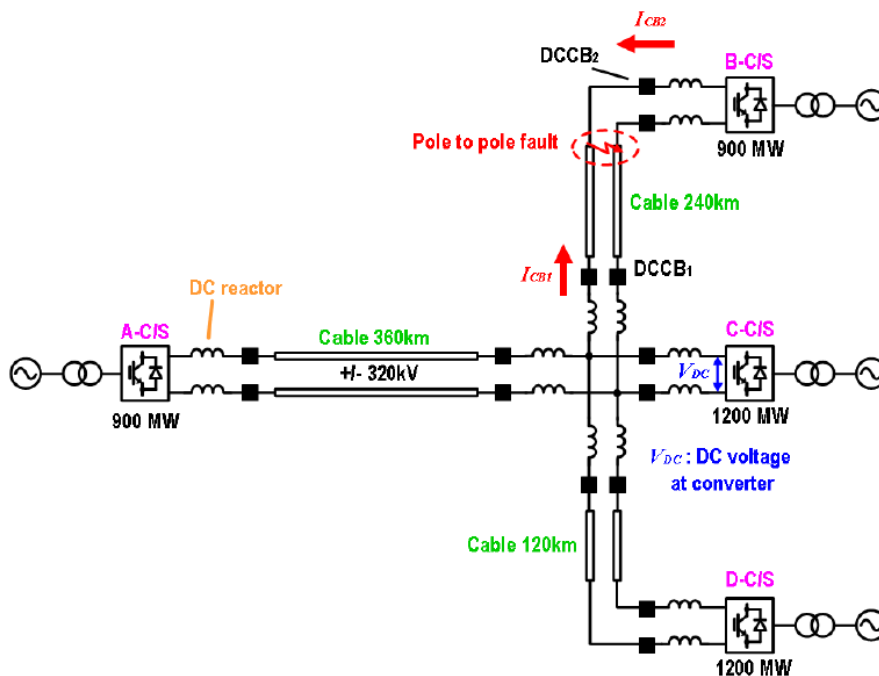 ICB2
DCCB2
B-C/S
Pole to pole fault
900 MW
Cable 240km
ICB1
DCCB1
DC reactor
A-C/S
Cable 360km
C-C/S
+/- 320kV
VDC
900 MW
1200 MW
VDC : DC voltage
at converter
Cable 120km
D-C/S
1200 MW